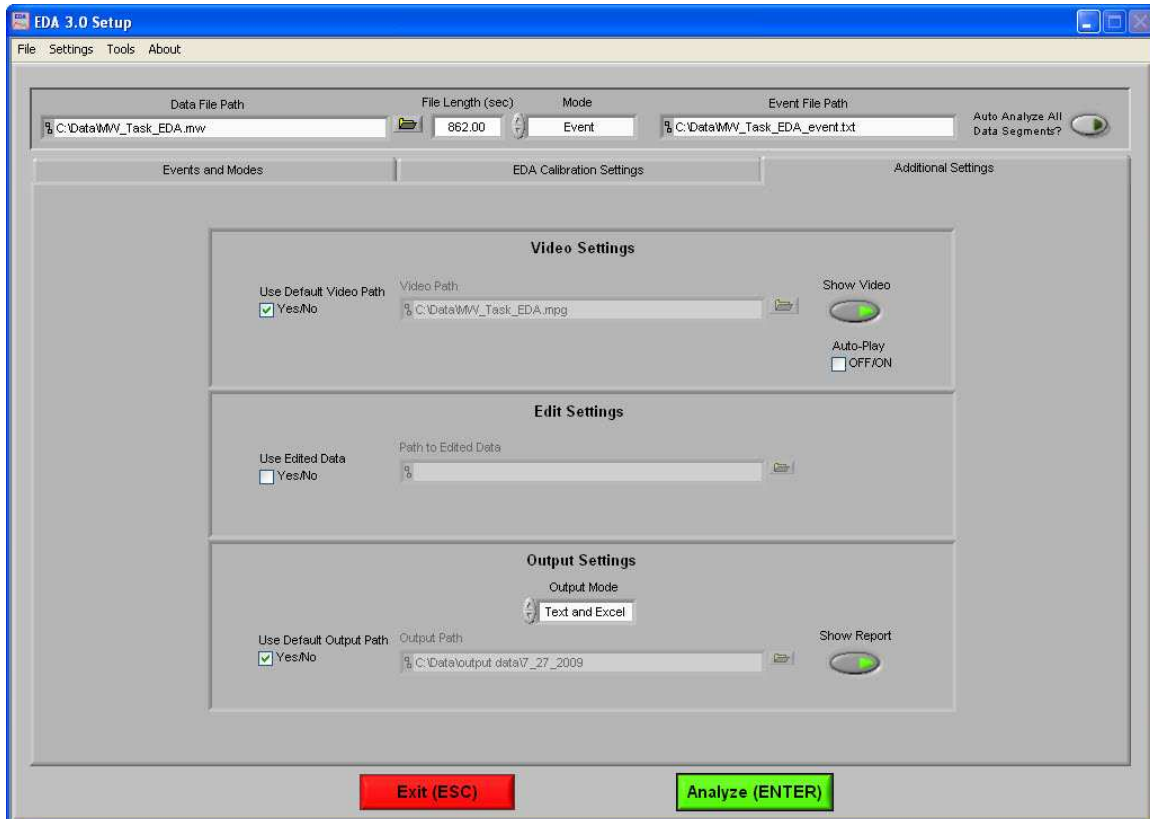 EDA 3.0 Setup
File Settings Tools About
Data File Path
File Length (sec)
Mode
Event File Path
C:\Data\MW_Task_EDA.mw
862.00
Event
C:\Data\MW_Task_EDA_event.txt
Auto Analyze All
Data Segments?
Events and Modes
EDA Calibration Settings
Additional Settings
Video Settings
Use Default Video Path
Yes/No
Video Path
C:\Data\MW_Task_EDA.mpg
Show Video
Auto-Play
OFF/ON
Edit Settings
Use Edited Data
Yes/No
Path to Edited Data
Output Settings
Output Mode
Text and Excel
Use Default Output Path
Yes/No
Output Path
C:\Data\output data\7_27_2009
Show Report
Exit (ESC)
Analyze (ENTER)